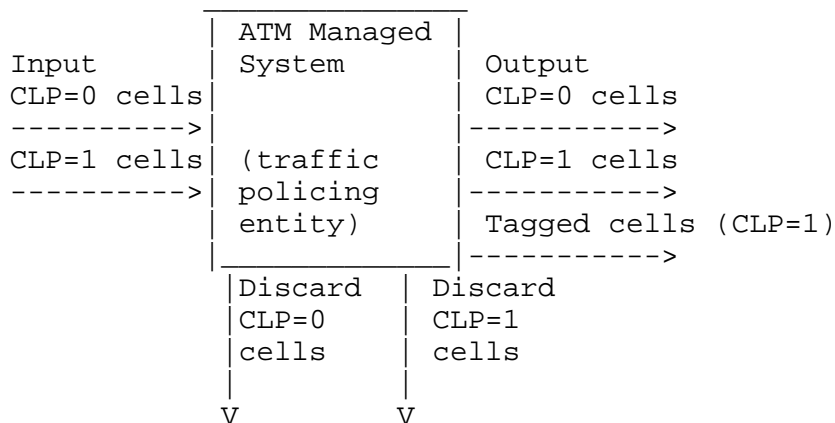 ATM Managed
Input System Output
CLP=0 cells CLP=0 cells
---------->| |----------->
CLP=1 cells (traffic CLP=1 cells
---------->| policing |----------->
entity) Tagged cells (CLP=1)
|----------->
Discard Discard
CLP=0 CLP=1
cells cells
V V